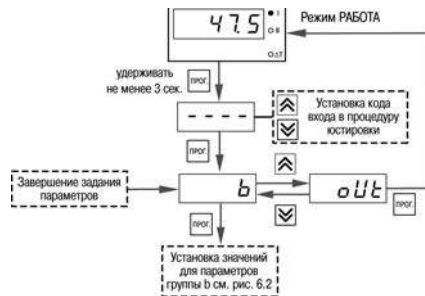 47.5
Режим РАБОТА
удерживать
не менее 3 сек.
ПРОГ.
- - - -
Установка кода
входа в процедуру
юстировки
ПРОГ.
Завершение задания
параметров
b
oUt
ПРОГ.
ПРОГ.
Установка значений
для параметров
группы b см. рис. 6.2